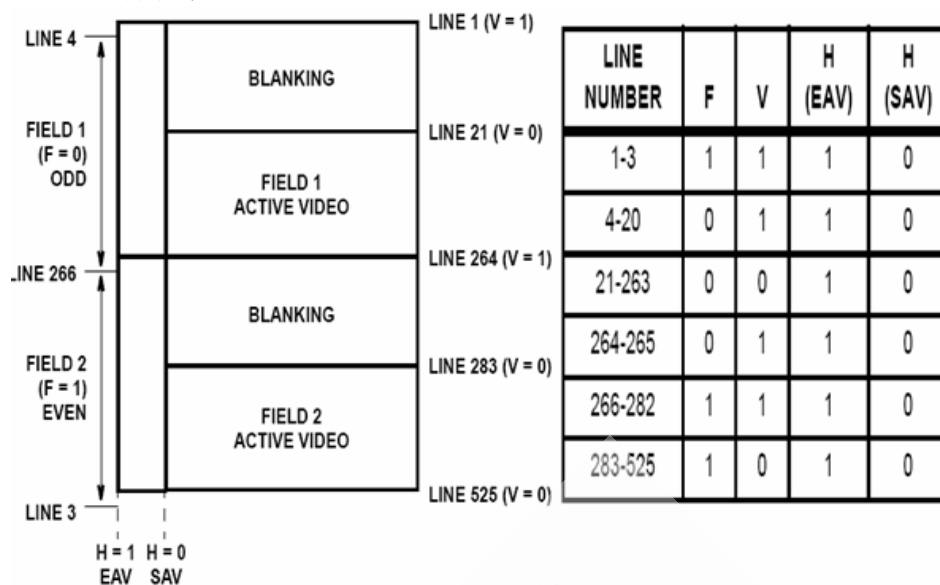 LINE 1 (V = 1)
LINE 4
BLANKING
FIELD 1
(F = 0)
ODD
LINE 21 (V = 0)
FIELD 1
ACTIVE VIDEO
LINE 264 (V = 1)
LINE 266
BLANKING
FIELD 2
(F = 1)
EVEN
LINE 283 (V = 0)
FIELD 2
ACTIVE VIDEO
LINE 525 (V = 0)
LINE 3
H = 1 H = 0
EAV SAV
LINE NUMBER F V H (EAV) H (SAV)
1-3 1 1 1 0
4-20 0 1 1 0
21-263 0 0 1 0
264-265 0 1 1 0
266-282 1 1 1 0
283-525 1 0 1 0